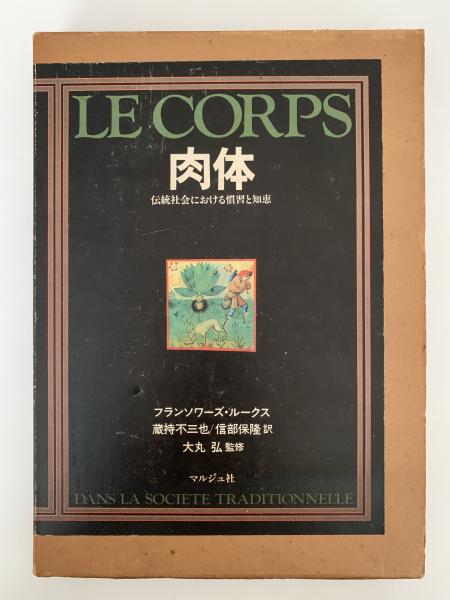 LE CORPS
肉体
伝統社会における慣習と知恵
フランソワーズ・ルークス
蔵持不三也/信部保隆 訳
大丸 弘 監修
マルジュ社
DANS LA SOCIETE TRADITIONNELLE